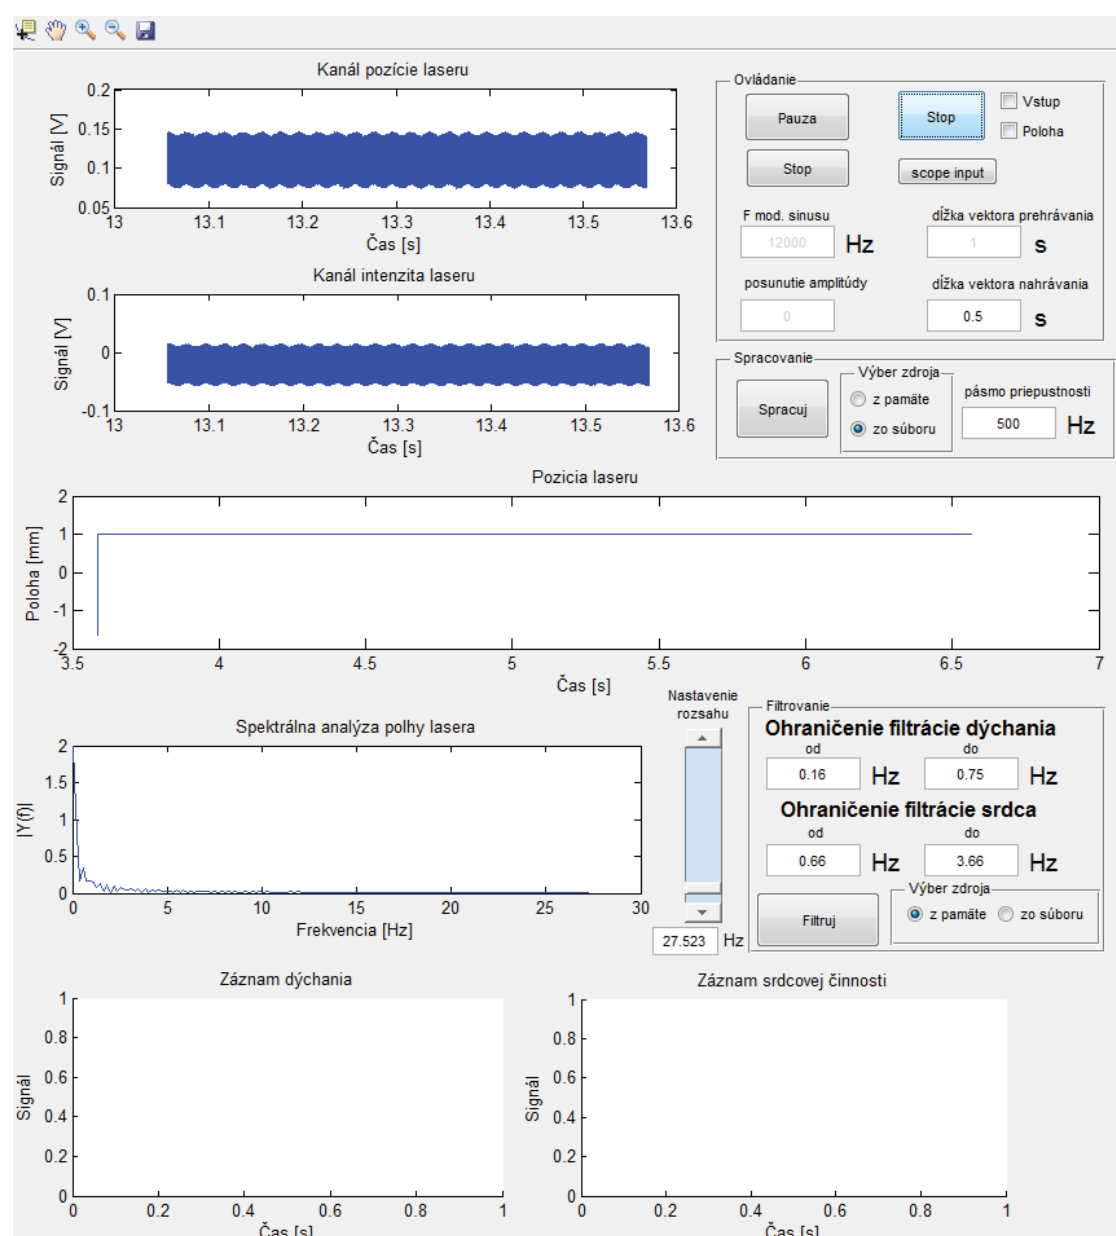 Kanál pozície laseru
0.2
0.15
0.1
0.05
Signál [V]
13 13.1 13.2 13.3 13.4 13.5 13.6
Čas [s]
Kanál intenzita laseru
0.1
0
-0.1
Signál [V]
13 13.1 13.2 13.3 13.4 13.5 13.6
Čas [s]
Ovládanie
Pauza
Stop
Vstup
Poloha
Stop
scope input
F mod. sinusu
dĺžka vektora prehrávania
12000 Hz
1 s
posunutie amplitúdy
dĺžka vektora nahrávania
0
0.5 s
Spracovanie
Spracuj
Výber zdroja
z pamäte
zo súboru
pásmo priepustnosti
500 Hz
Pozicia laseru
2
1
0
-1
-2
Poloha [mm]
3.5 4 4.5 5 5.5 6 6.5 7
Čas [s]
Spektrálna analýza polhy lasera
2
1.5
1
0.5
0
|Y(f)|
0 5 10 15 20 25 30
Frekvencia [Hz]
Nastavenie
rozsahu
27.523 Hz
Filtrovanie
Ohraničenie filtrácie dýchania
od do
0.16 Hz 0.75 Hz
Ohraničenie filtrácie srdca
od do
0.66 Hz 3.66 Hz
Filtruj
Výber zdroja
z pamäte zo súboru
Záznam dýchania
1
0.8
0.6
0.4
0.2
0
Signál
0 0.2 0.4 0.6 0.8 1
Čas [s]
Záznam srdcovej činnosti
1
0.8
0.6
0.4
0.2
0
Signál
0 0.2 0.4 0.6 0.8 1
Čas [s]